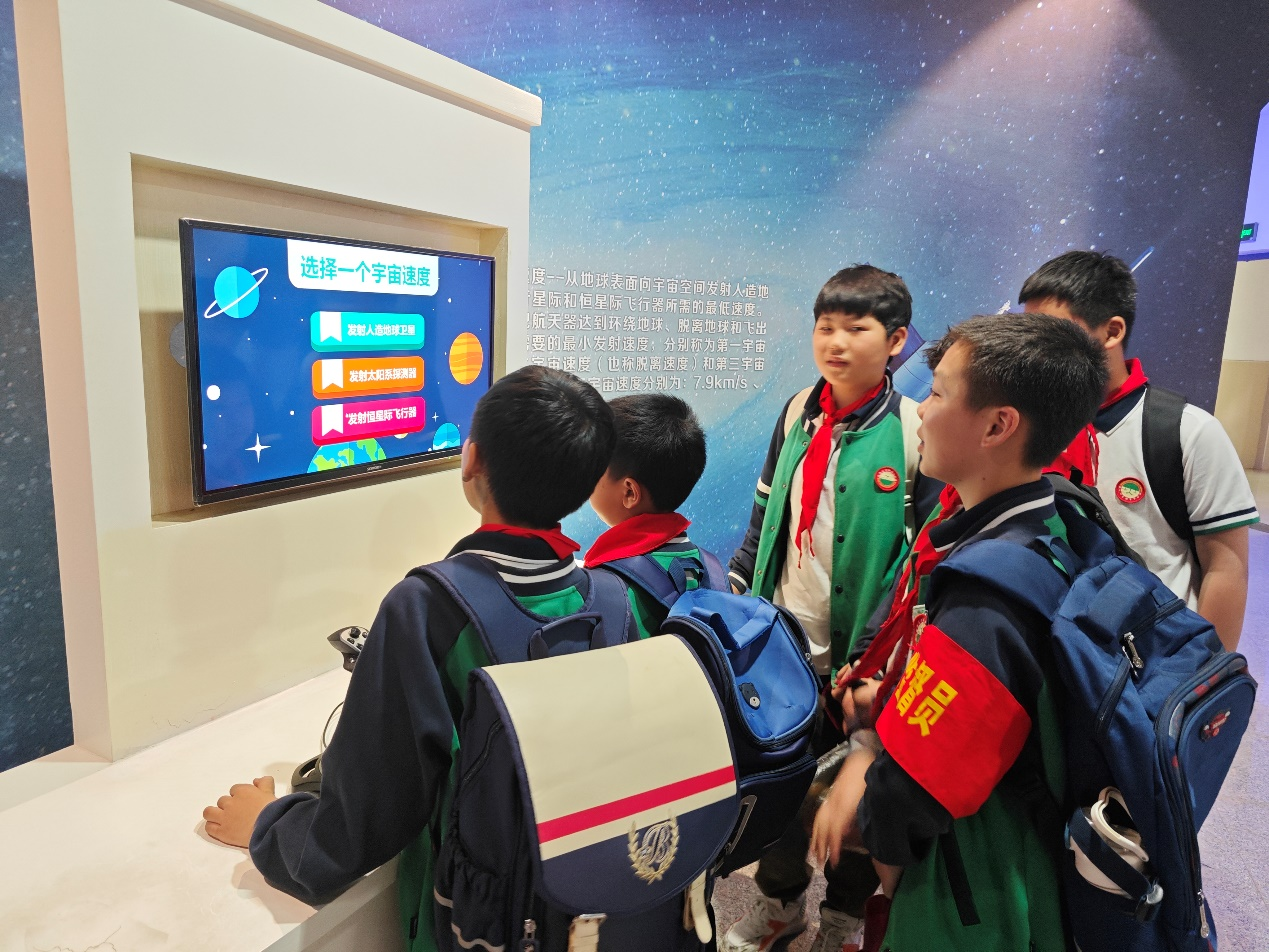 选择一个宇宙速度
发射人造地球卫星
发射太阳系探测器
"发射恒星际飞行器
度--从地球表面向宇宙空间发射人造地
星际和恒星际飞行器所需的最低速度。
航天器达到环绕地球、脱离地球和飞出
要的最小发射速度；分别称为第一宇宙
宇宙速度（也称脱离速度）和第三宇宙
宇宙速度分别为：7.9km/s、
督员